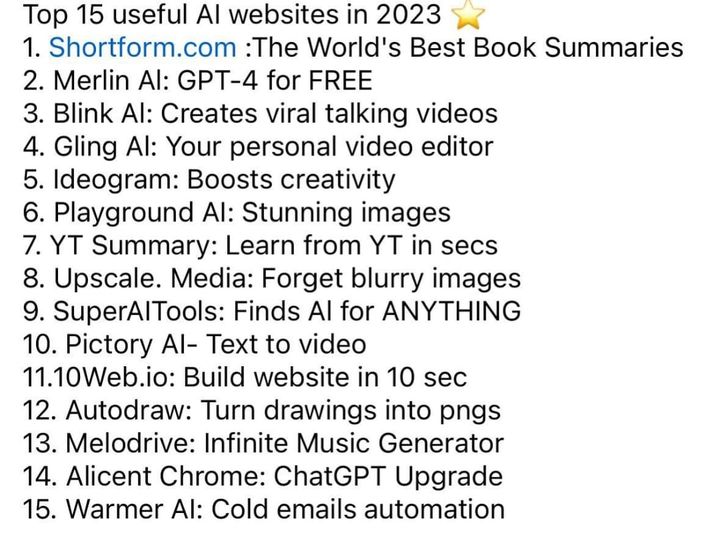 Top 15 useful AI websites in 2023 ⭐
1. Shortform.com :The World's Best Book Summaries
2. Merlin Al: GPT-4 for FREE
3. Blink Al: Creates viral talking videos
4. Gling Al: Your personal video editor
5. Ideogram: Boosts creativity
6. Playground AI: Stunning images
7. YT Summary: Learn from YT in secs
8. Upscale. Media: Forget blurry images
9. SuperAITools: Finds Al for ANYTHING
10. Pictory AI- Text to video
11.10Web.io: Build website in 10 sec
12. Autodraw: Turn drawings into pngs
13. Melodrive: Infinite Music Generator
14. Alicent Chrome: ChatGPT Upgrade
15. Warmer AI: Cold emails automation